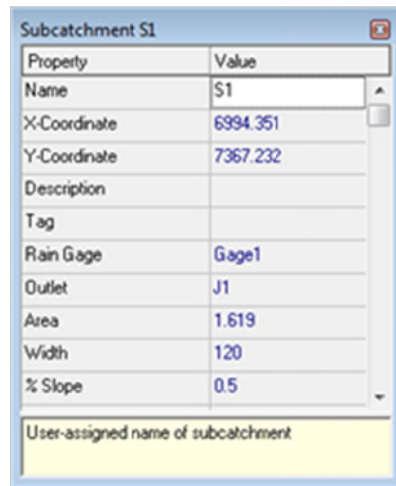 Subcatchment S1
Property Value
Name S1
X-Coordinate 6994.351
Y-Coordinate 7367.232
Description
Tag
Rain Gage Gage1
Outlet J1
Area 1.619
Width 120
% Slope 0.5
User-assigned name of subcatchment